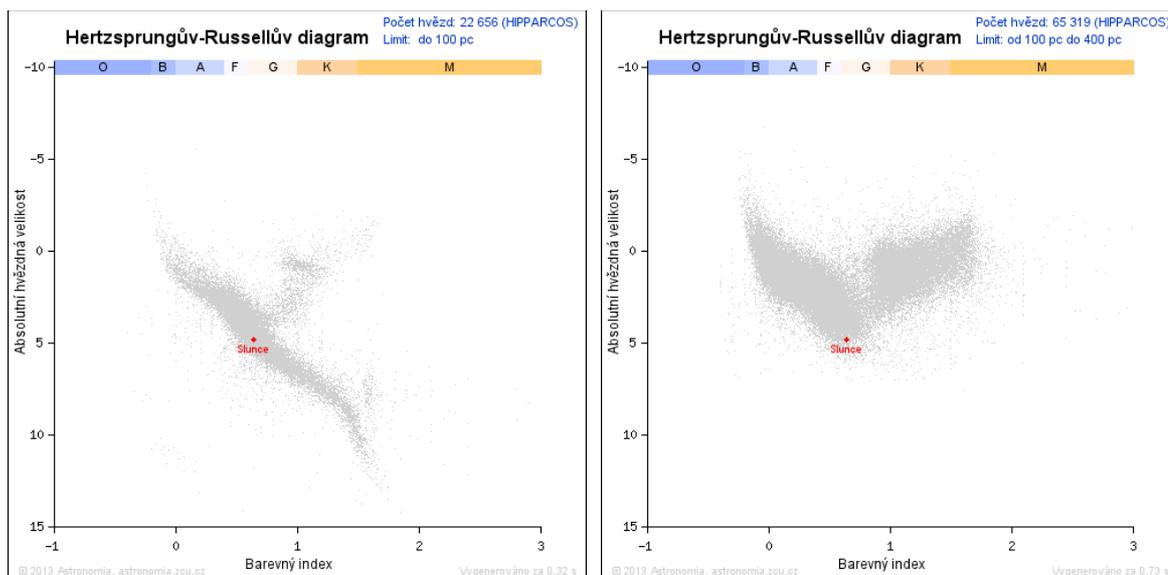 Hertzsprungův-Russellův diagram
Počet hvězd: 22 656 (HIPPARCOS)
Limit: do 100 pc
O B A F G K M
Absolutní hvězdná velikost
-10
-5
0
5
10
15
-1 0 1 2 3
Slunce
Barevný index
© 2013 Astronomia, astronomia.zcu.cz
Vygenerováno za 0,32 s
Hertzsprungův-Russellův diagram
Počet hvězd: 65 319 (HIPPARCOS)
Limit: od 100 pc do 400 pc
O B A F G K M
Absolutní hvězdná velikost
-10
-5
0
5
10
15
-1 0 1 2 3
Slunce
Barevný index
© 2013 Astronomia, astronomia.zcu.cz
Vygenerováno za 0,73 s